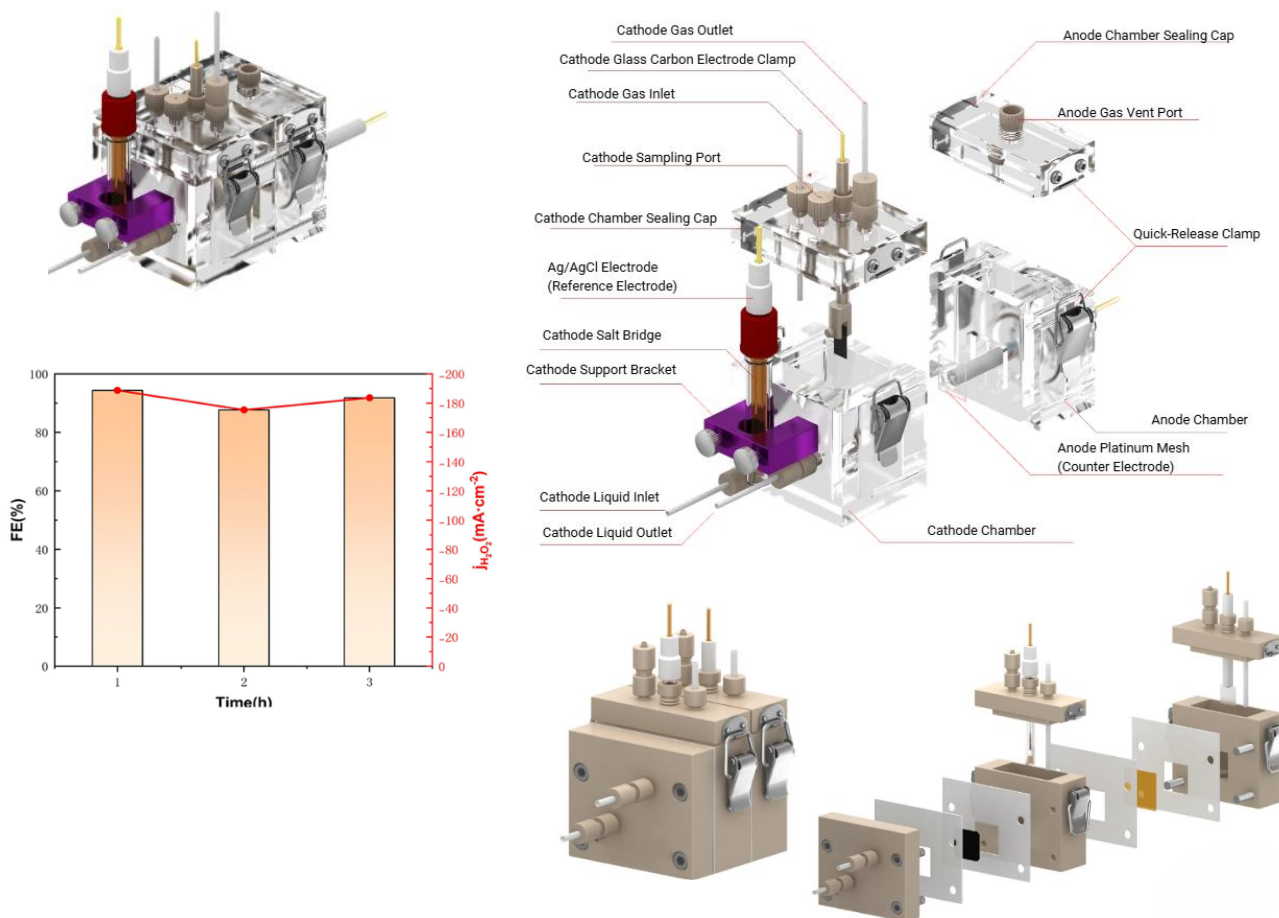 Cathode Gas Outlet
Cathode Glass Carbon Electrode Clamp
Cathode Gas Inlet
Cathode Sampling Port
Cathode Chamber Sealing Cap
Ag/AgCl Electrode
(Reference Electrode)
Cathode Salt Bridge
Cathode Support Bracket
Cathode Liquid Inlet
Cathode Liquid Outlet
Cathode Chamber
Anode Chamber Sealing Cap
Anode Gas Vent Port
Quick-Release Clamp
Anode Chamber
Anode Platinum Mesh
(Counter Electrode)
FE(%)
100
80
60
40
20
0
1
2
3
Time(h)
-200
-180
-160
-140
-120
-100
-80
-60
-40
-20
0
j_H₂O₂(mA·cm⁻²)